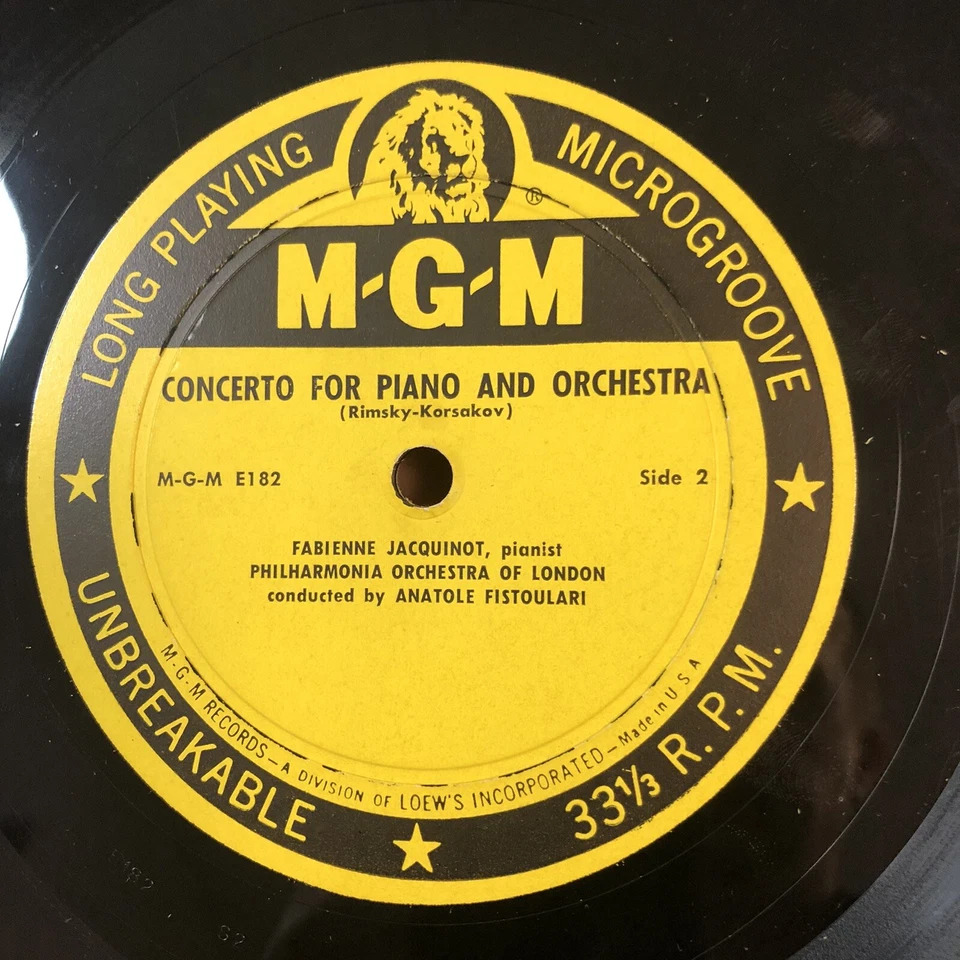 LONG PLAYING
MICROGROOVE
®
M-G-M
CONCERTO FOR PIANO AND ORCHESTRA
(Rimsky-Korsakov)
M-G-M E182
Side 2
FABIENNE JACQUINOT, pianist
PHILHARMONIA ORCHESTRA OF LONDON
conducted by ANATOLE FISTOULARI
M-G-M RECORDS — A DIVISION OF LOEW'S INCORPORATED — Made in U S A
UNBREAKABLE
33⅓ R. P. M.